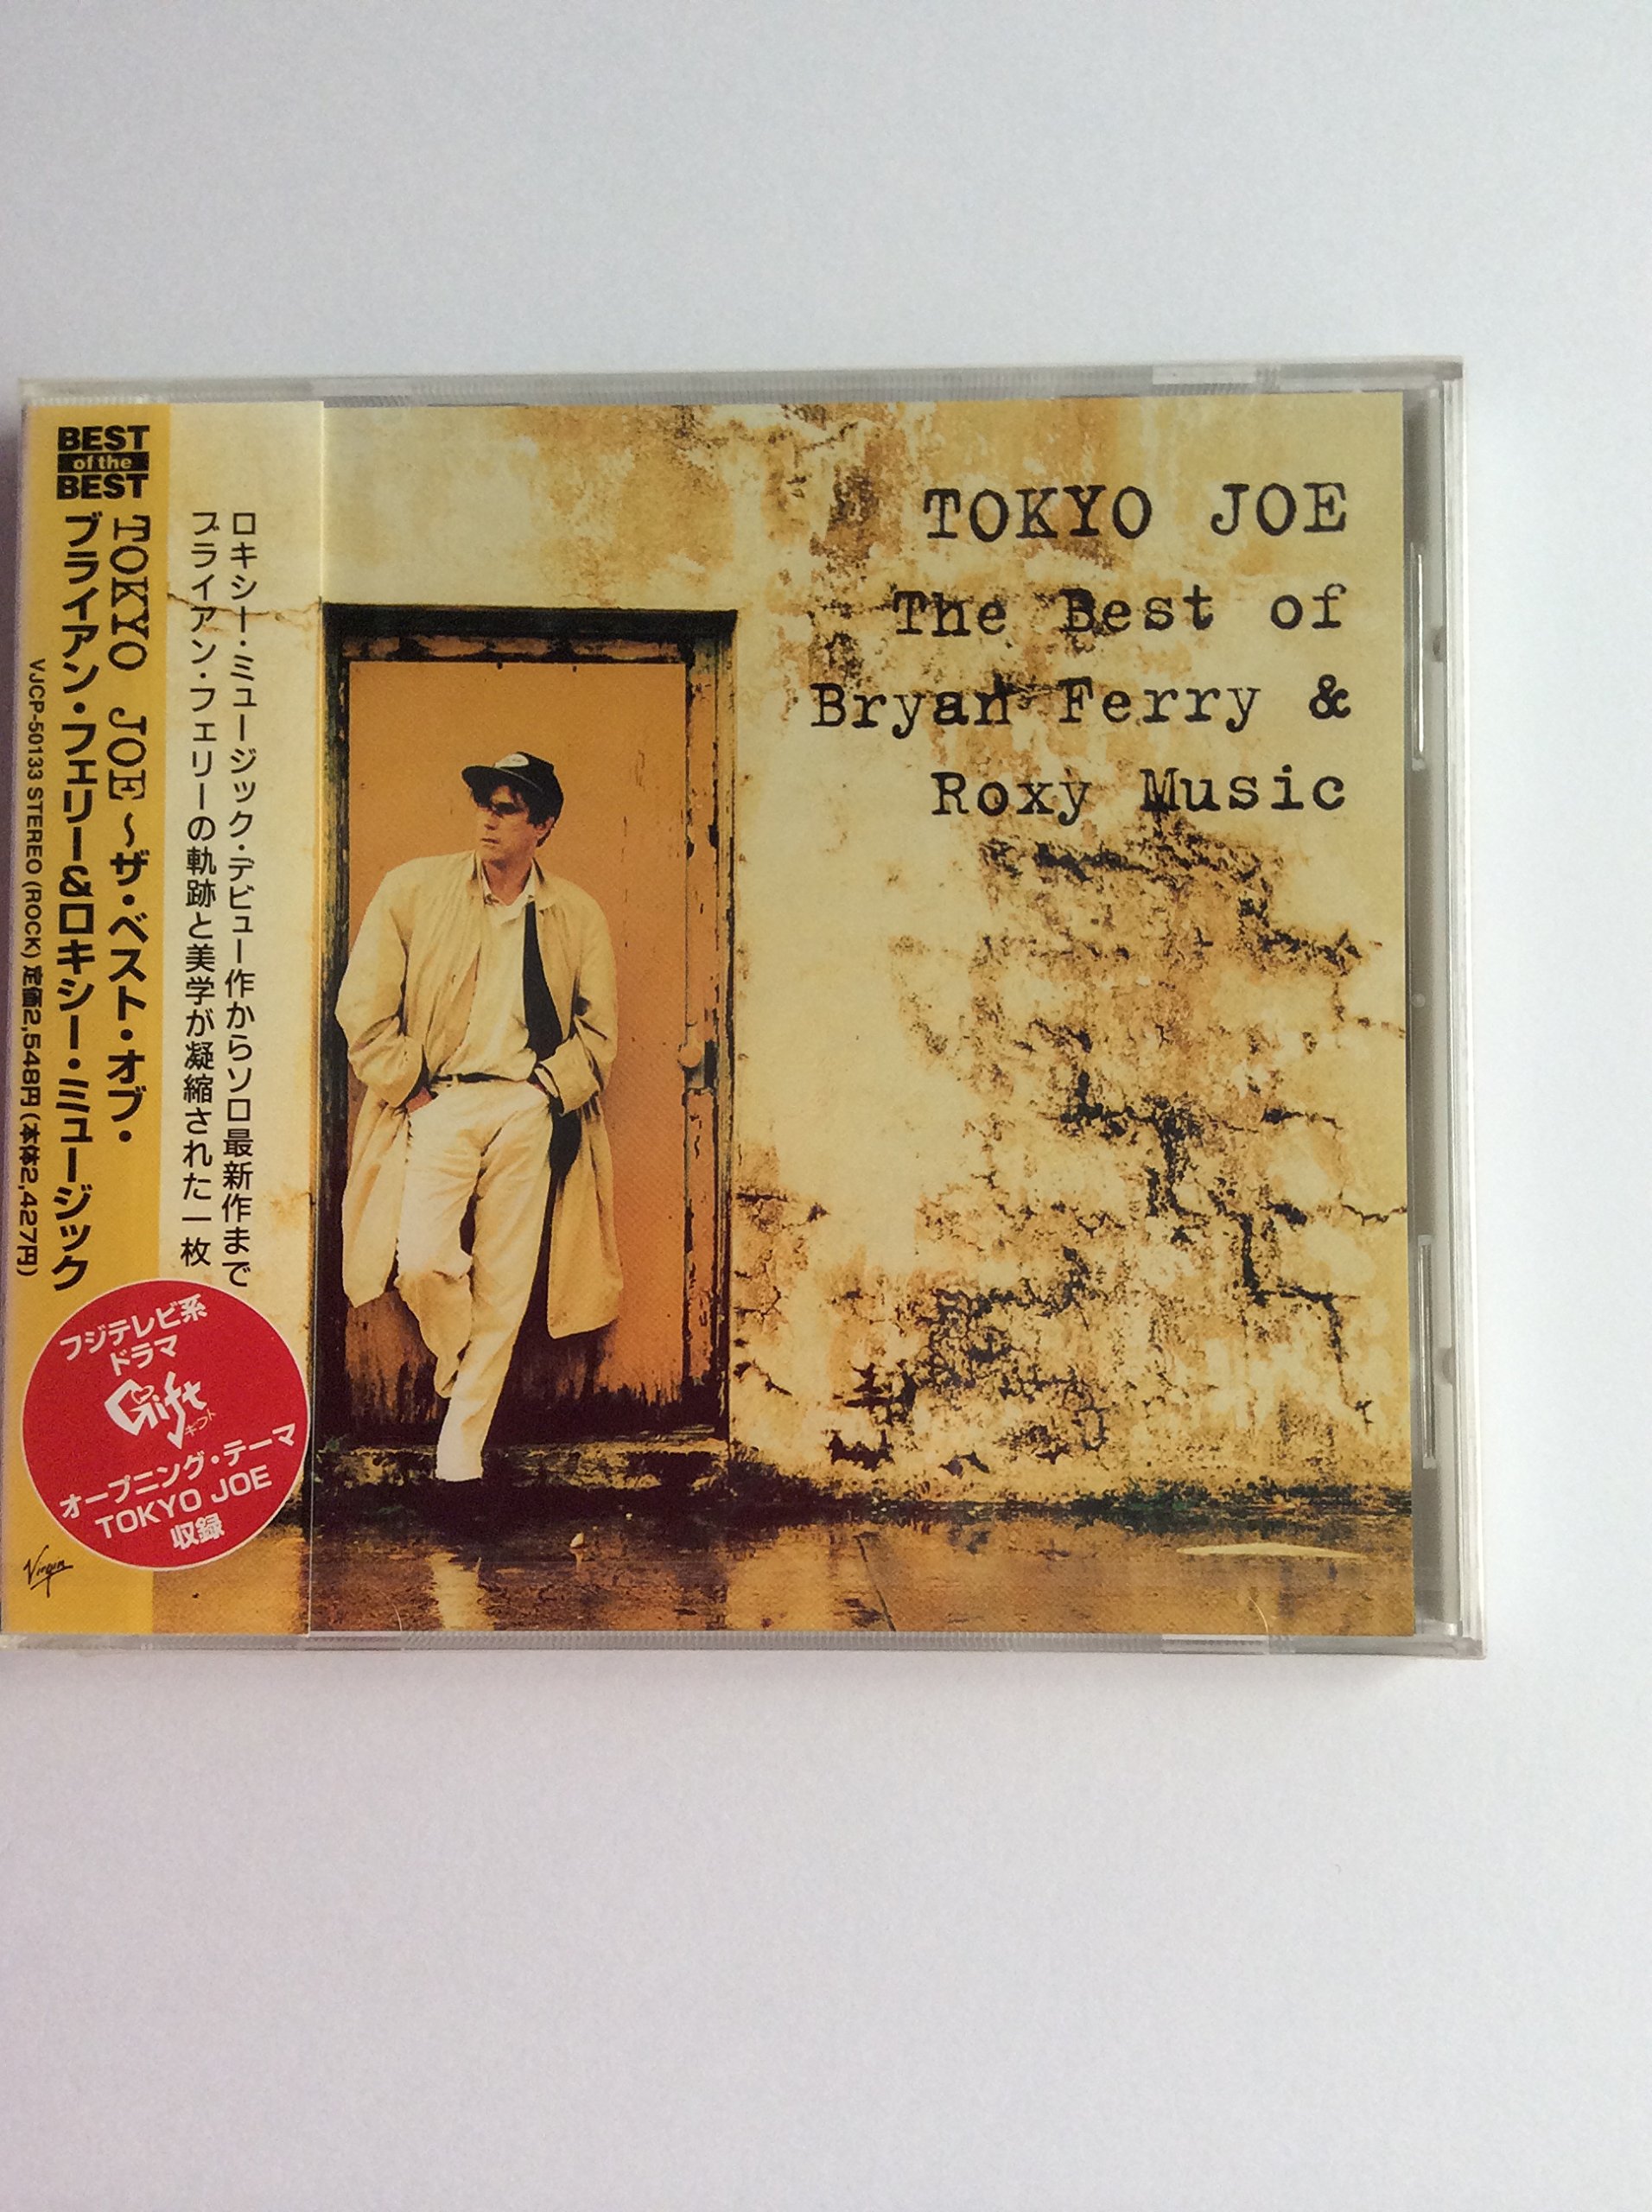 BEST
of the
BEST
TOKYO JOE～ザ・ベスト・オブ・
ブライアン・フェリー&ロキシー・ミュージック
VJCP-50133 STEREO (ROCK) 定価2,548円 (本体2,427円)
ロキシー・ミュージック・デビュー作からソロ最新作まで
ブライアン・フェリーの軌跡と美学が凝縮された一枚
フジテレビ系
ドラマ
Gift
ギフト
オープニング・テーマ
TOKYO JOE
収録
Virgin
TOKYO JOE
The Best of
Bryan Ferry &
Roxy Music